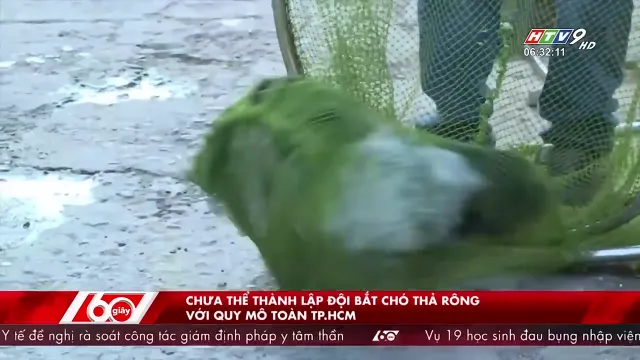 HTV9 HD
06:32:11
60 giây
CHƯA THỂ THÀNH LẬP ĐỘI BẮT CHÓ THẢ RÔNG
VỚI QUY MÔ TOÀN TP.HCM
Y tế đề nghị rà soát công tác giám định pháp y tâm thần 60 Vụ 19 học sinh đau bụng nhập viện